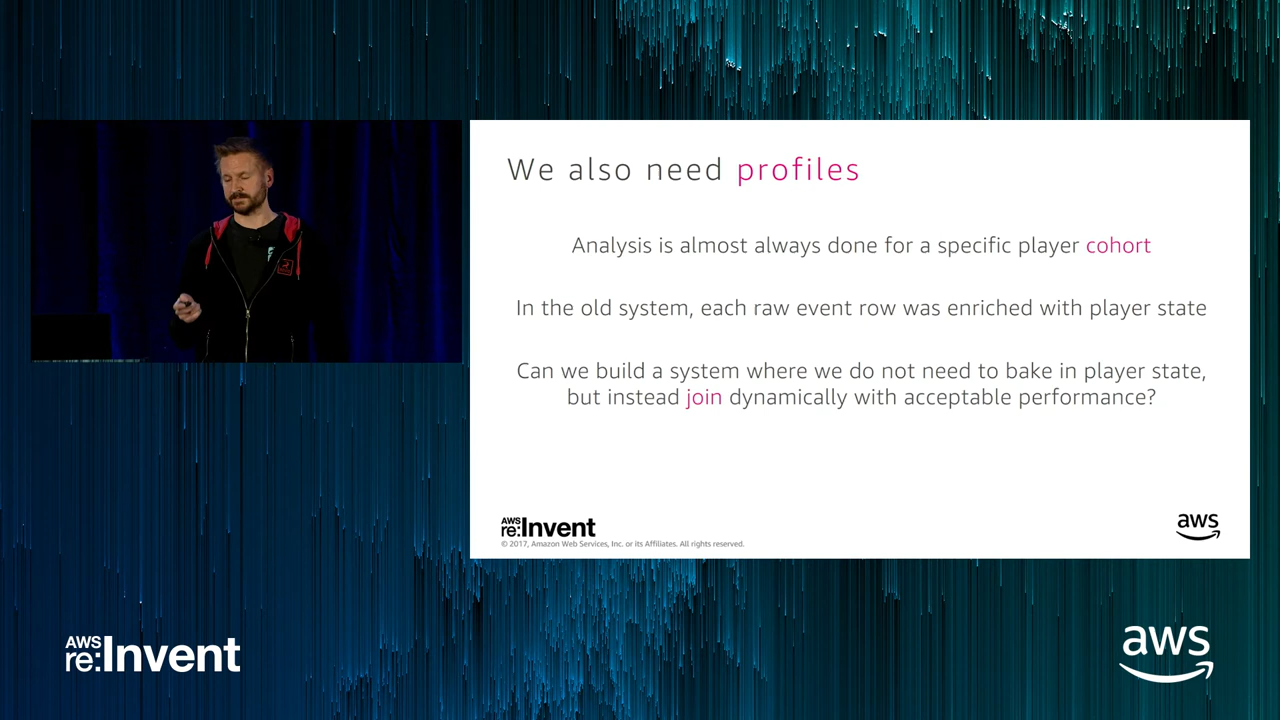 We also need profiles
Analysis is almost always done for a specific player cohort
In the old system, each raw event row was enriched with player state
Can we build a system where we do not need to bake in player state,
but instead join dynamically with acceptable performance?
AWS
re:Invent
© 2017, Amazon Web Services, Inc. or its Affiliates. All rights reserved.
aws
AWS
re:Invent
aws